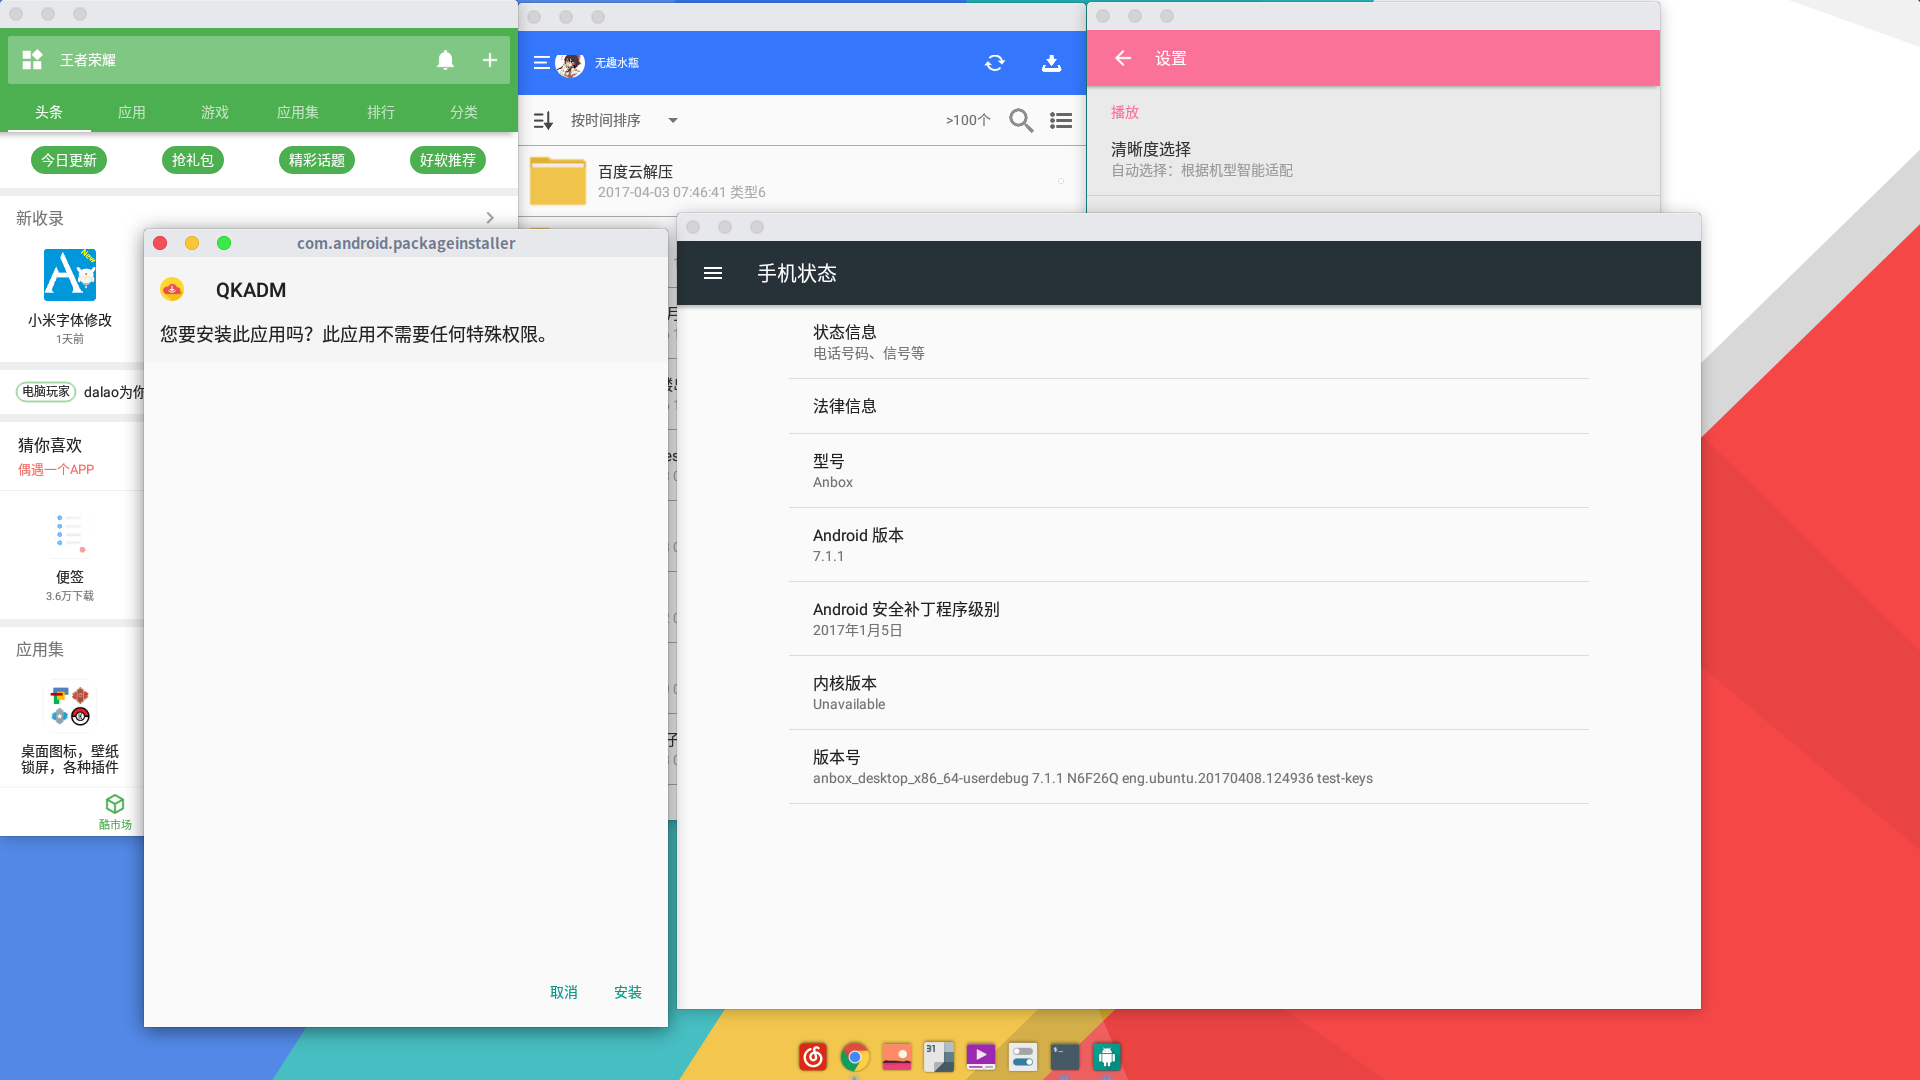 王者荣耀
头条 应用 游戏 应用集 排行 分类
今日更新 抢礼包 精彩话题 好软推荐
新收录
小米字体修改
1天前
电脑玩家 dalao为你
猜你喜欢
偶遇一个APP
便签
3.6万下载
应用集
桌面图标，壁纸
锁屏，各种插件
酷市场
无趣水瓶
按时间排序 >100个
百度云解压
2017-04-03 07:46:41 类型6
设置
播放
清晰度选择
自动选择：根据机型智能适配
com.android.packageinstaller
QKADM
您要安装此应用吗？此应用不需要任何特殊权限。
取消 安装
手机状态
状态信息
电话号码、信号等
法律信息
型号
Anbox
Android 版本
7.1.1
Android 安全补丁程序级别
2017年1月5日
内核版本
Unavailable
版本号
anbox_desktop_x86_64-userdebug 7.1.1 N6F26Q eng.ubuntu.20170408.124936 test-keys
31